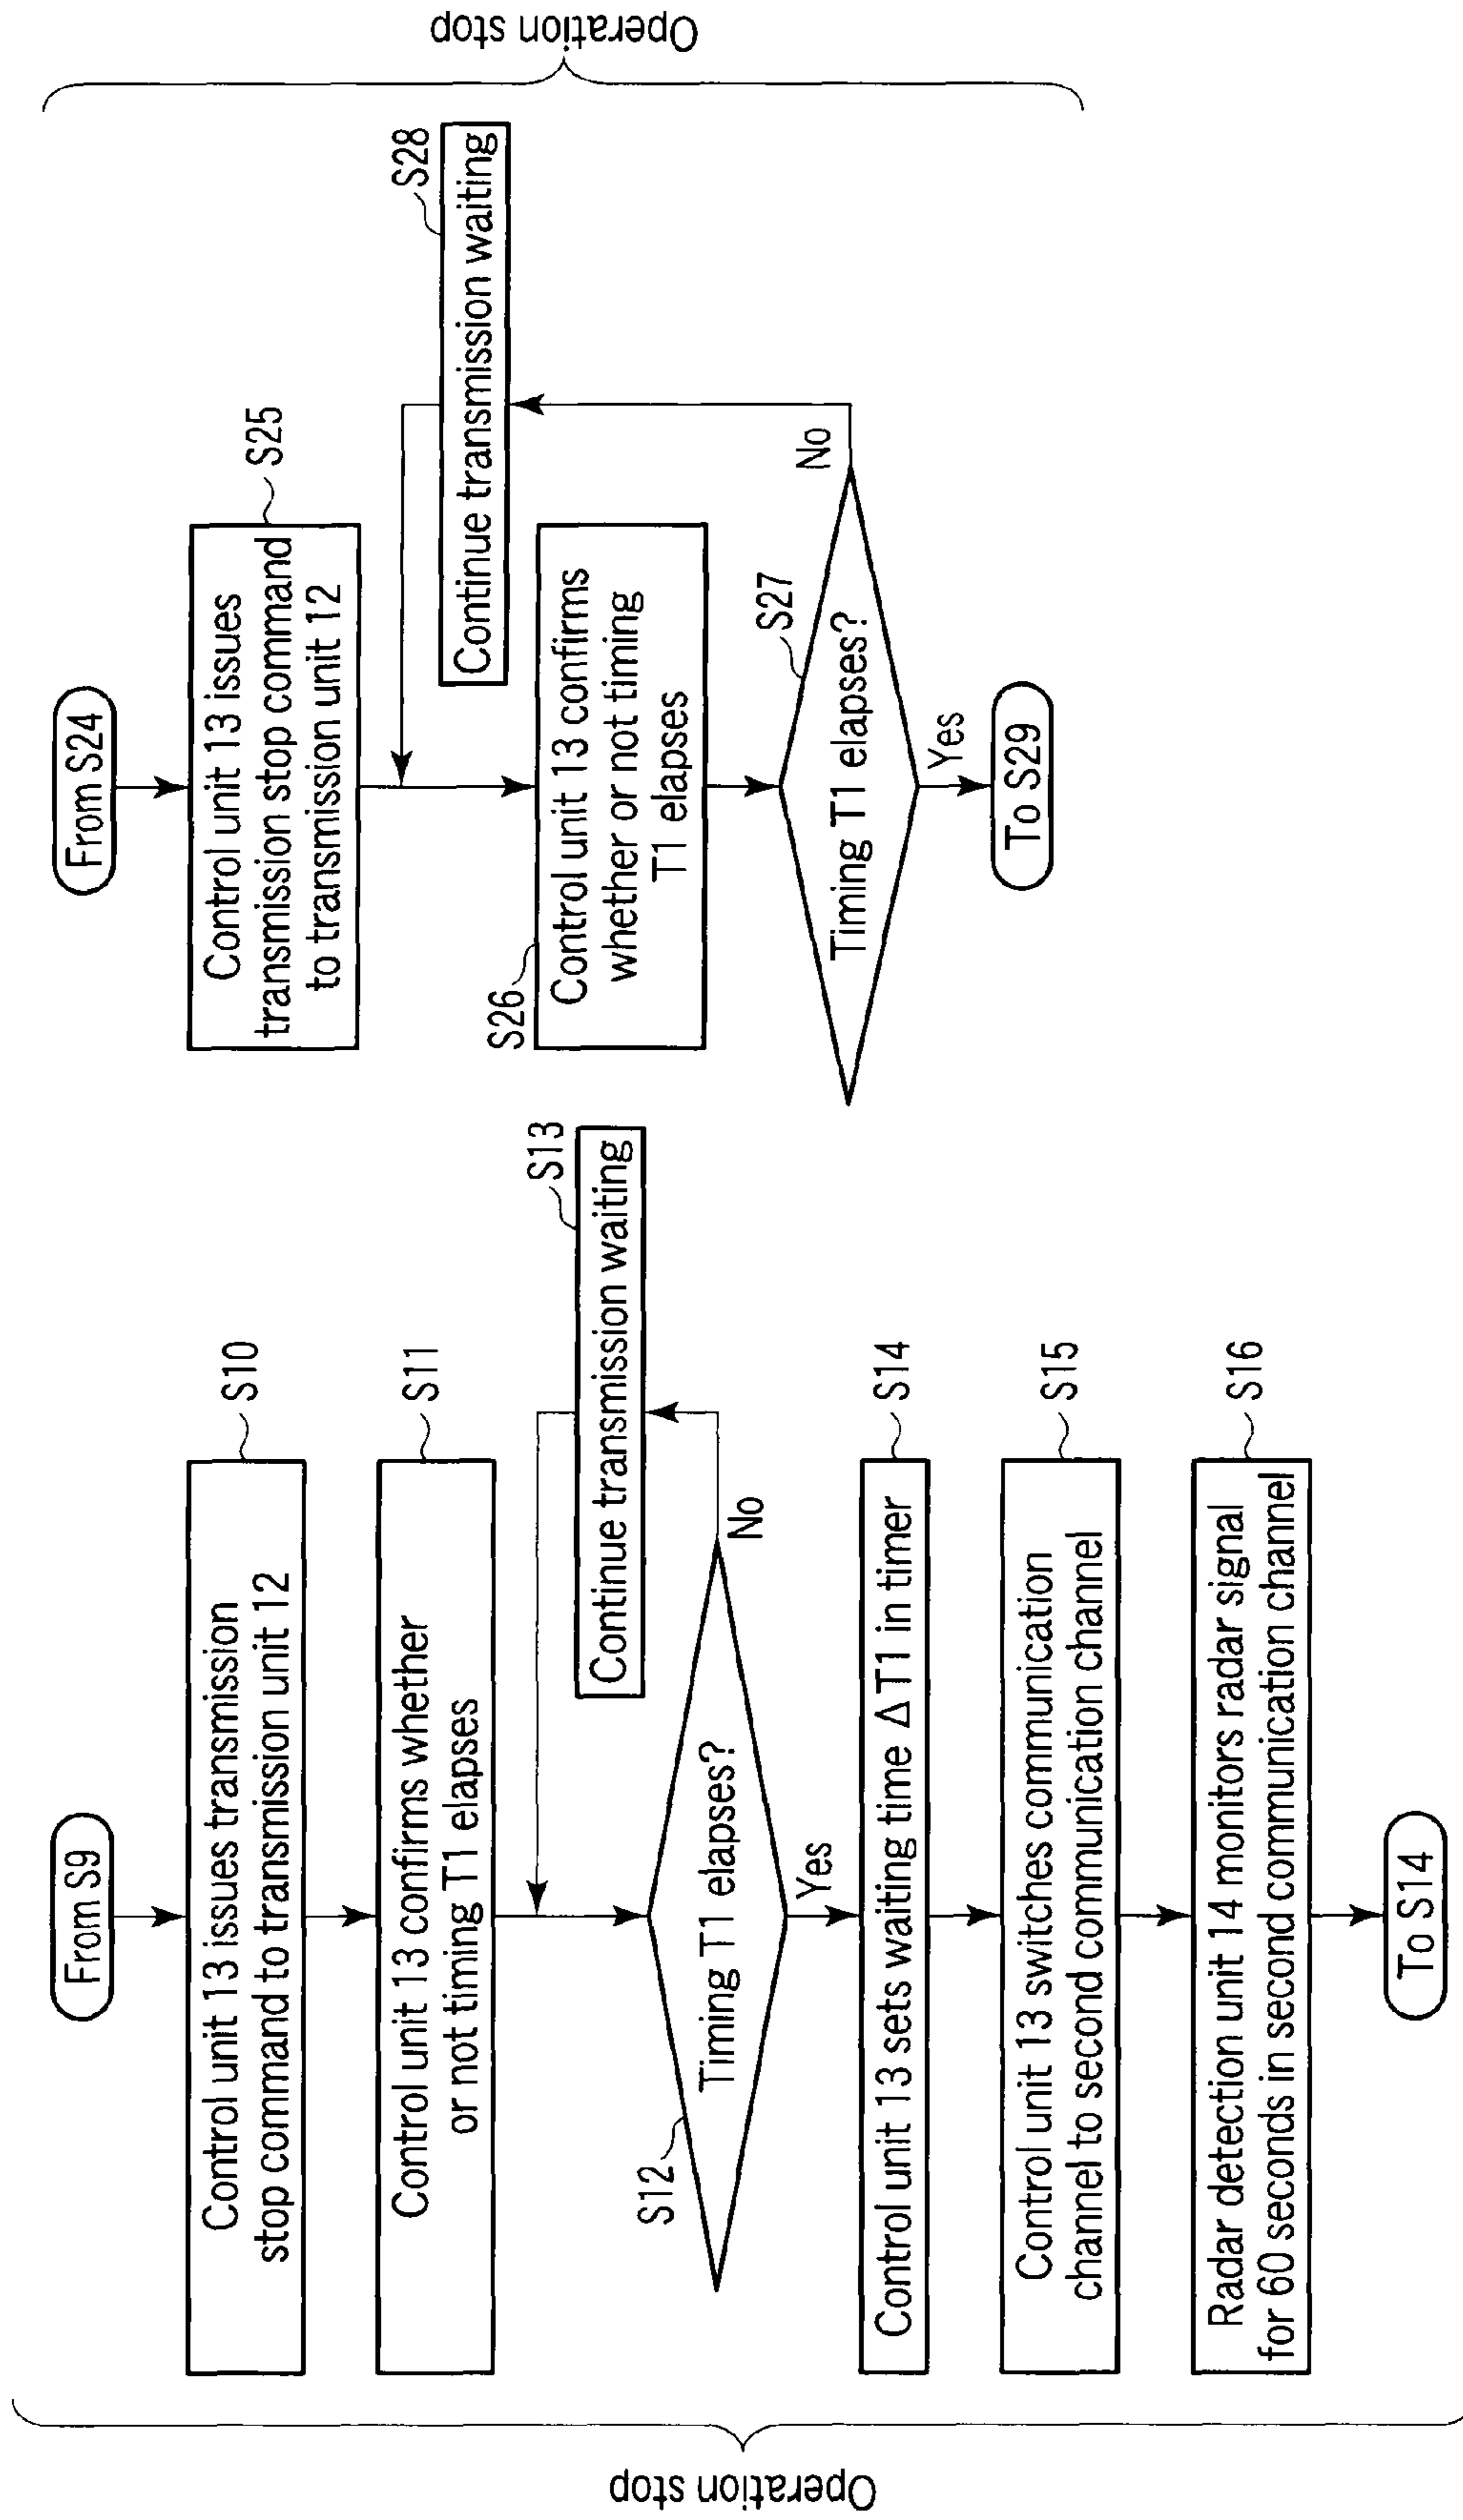 Operation stop
From S9
Control unit 13 issues transmission
stop command to transmission unit 12
S10
Control unit 13 confirms whether
or not timing T1 elapses
S11
S12
Timing T1 elapses?
No
Continue transmission waiting
S13
Yes
Control unit 13 sets waiting time ΔT1 in timer
S14
Control unit 13 switches communication
channel to second communication channel
S15
Radar detection unit 14 monitors radar signal
for 60 seconds in second communication channel
S16
To S14
From S24
Control unit 13 issues
transmission stop command
to transmission unit 12
S25
S26
Control unit 13 confirms
whether or not timing
T1 elapses
Continue transmission waiting
S28
S27
Timing T1 elapses?
No
Yes
To S29
Operation stop